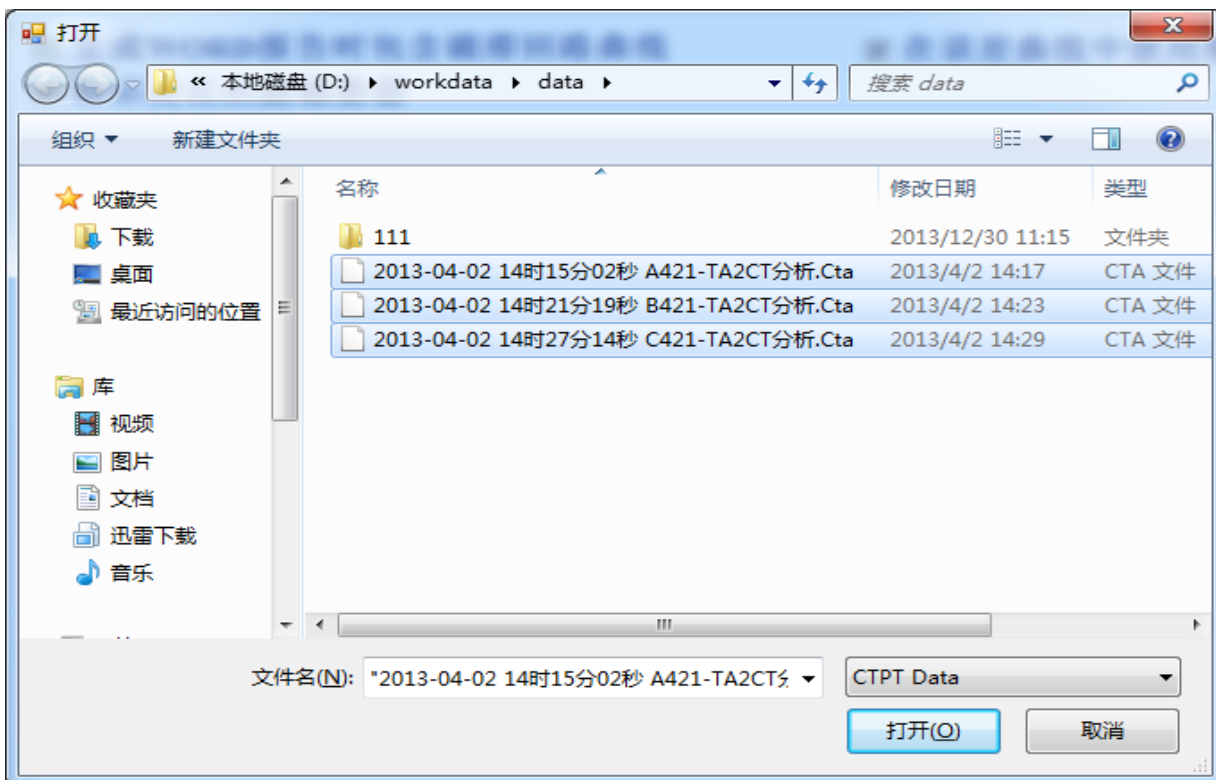 打开
« 本地磁盘 (D:) workdata data 搜索 data
组织 新建文件夹
名称 修改日期 类型
收藏夹
下载
桌面
最近访问的位置
库
视频
图片
文档
迅雷下载
音乐
111 2013/12/30 11:15 文件夹
2013-04-02 14时15分02秒 A421-TA2CT分析.Cta 2013/4/2 14:17 CTA 文件
2013-04-02 14时21分19秒 B421-TA2CT分析.Cta 2013/4/2 14:23 CTA 文件
2013-04-02 14时27分14秒 C421-TA2CT分析.Cta 2013/4/2 14:29 CTA 文件
文件名(N): "2013-04-02 14时15分02秒 A421-TA2CT CTPT Data
打开(O) 取消